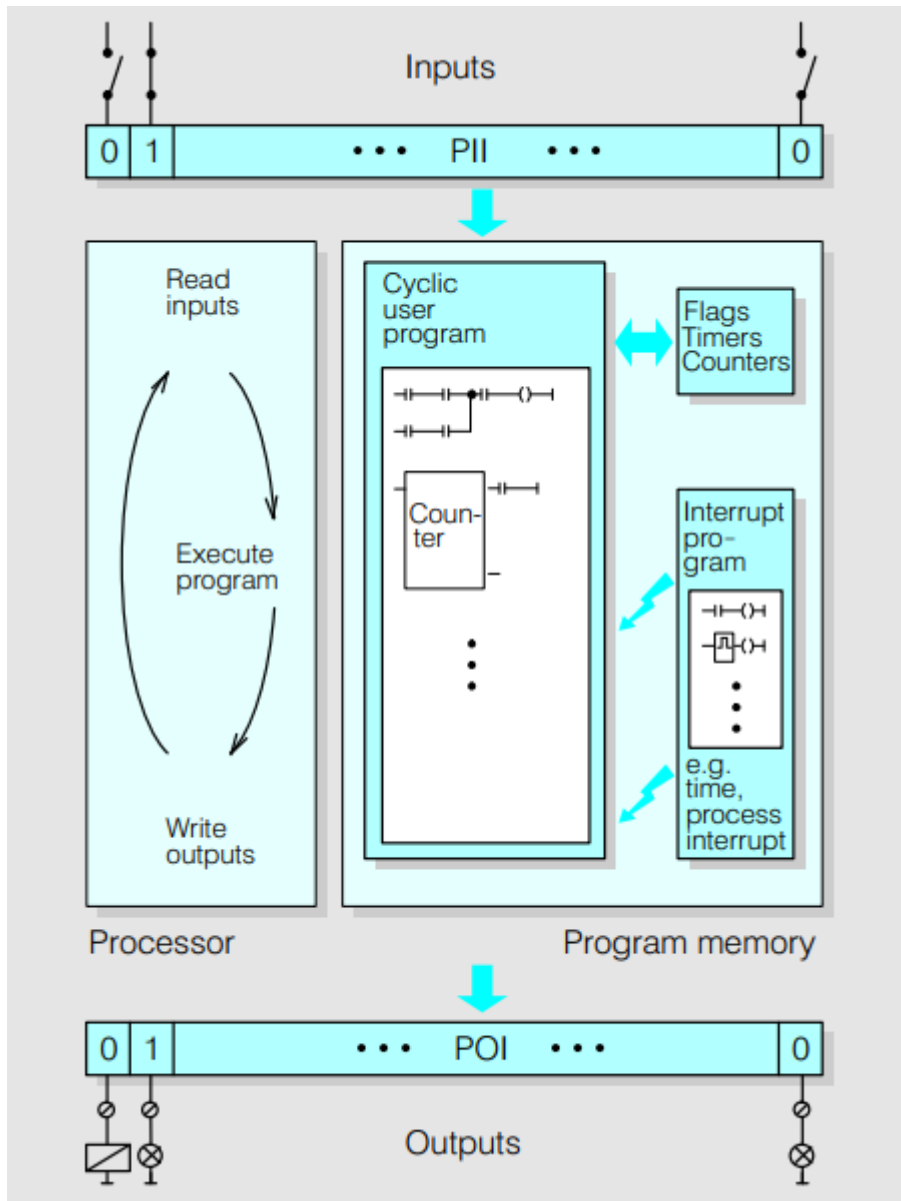 Inputs
0 1 • • • PII • • • 0
Read
inputs
Execute
program
Write
outputs
Processor
Cyclic
user
program
Coun-
ter
Flags
Timers
Counters
Interrupt
pro-
gram
e.g.
time,
process
interrupt
Program memory
0 1 • • • POI • • • 0
Outputs